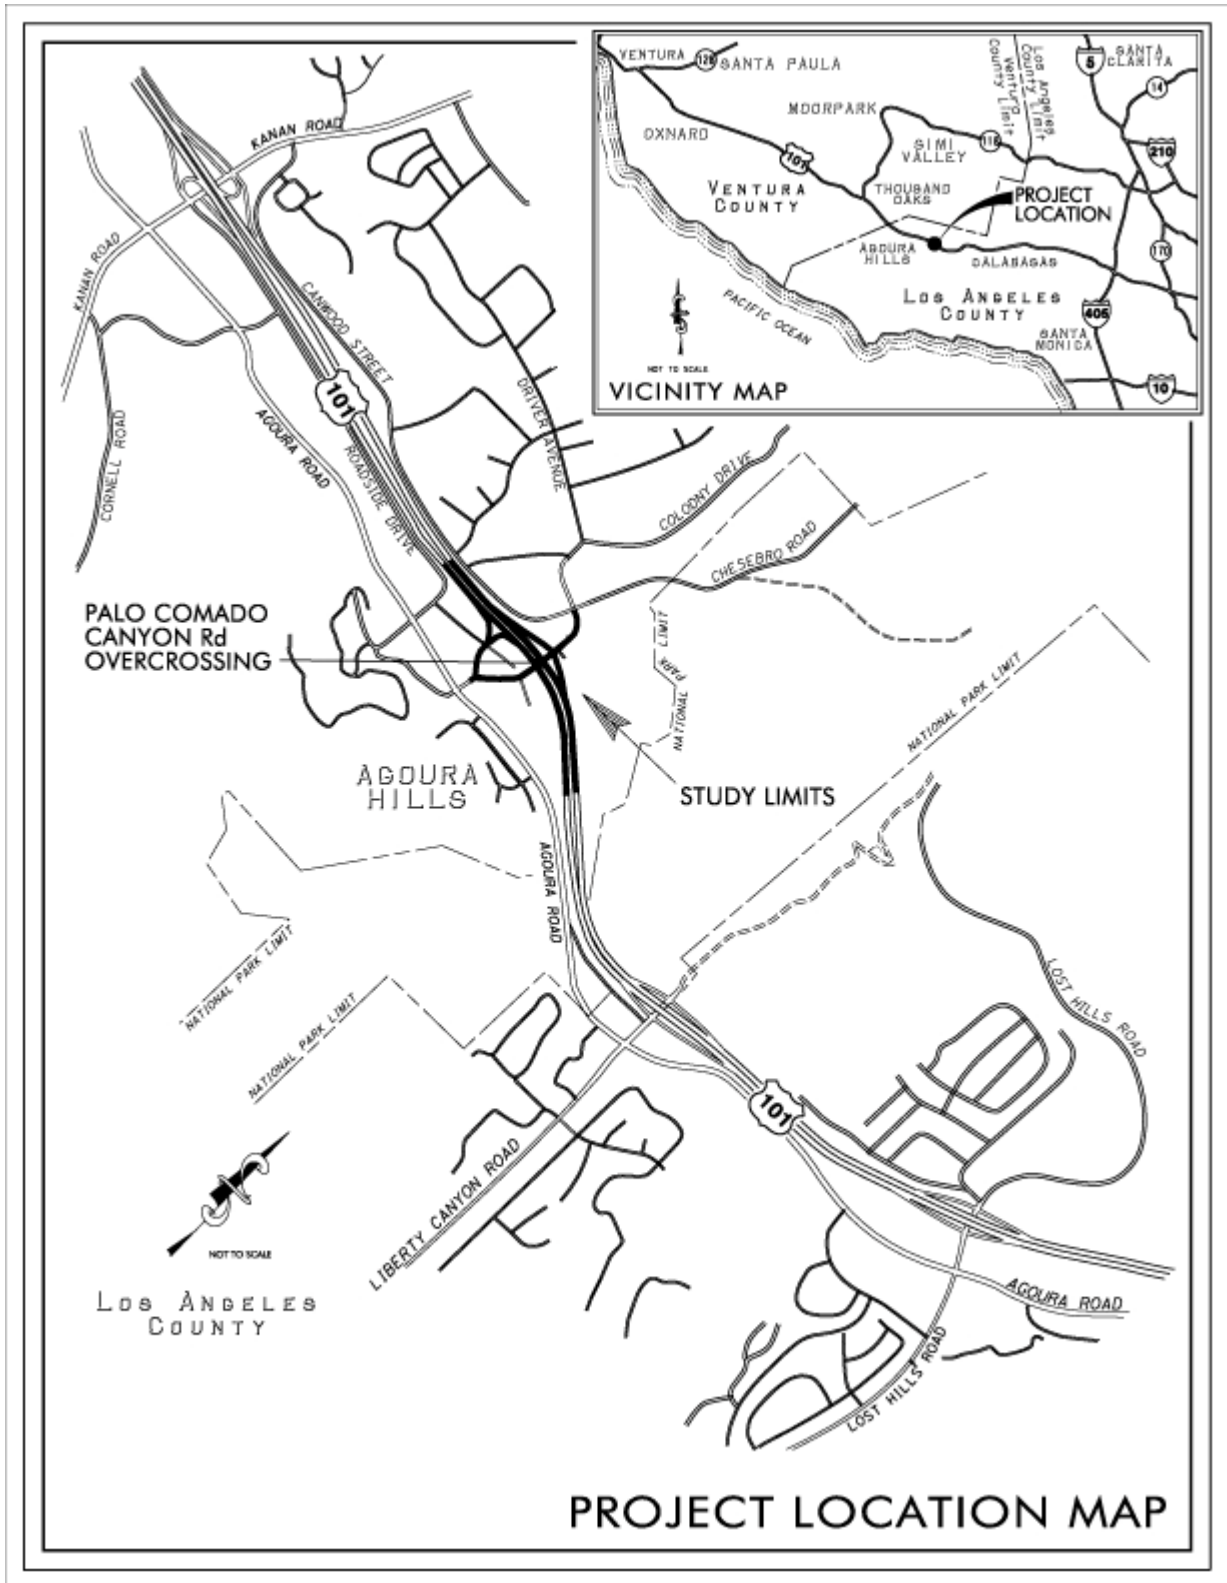 VENTURA
126
SANTA PAULA
5
SANTA
CLARITA
14
Los Angeles
County Limit
Ventura
County Limit
MOORPARK
OXNARD
101
SIMI
VALLEY
118
210
VENTURA
COUNTY
THOUSAND
OAKS
PROJECT
LOCATION
AGOURA
HILLS
CALABASAS
170
PACIFIC OCEAN
LOS ANGELES
COUNTY
405
SANTA
MONICA
10
NOT TO SCALE
VICINITY MAP
KANAN ROAD
KANAN ROAD
CANWOOD STREET
101
DRIVER AVENUE
AGOURA ROAD
ROADSIDE DRIVE
CORNELL ROAD
COLODNY DRIVE
CHESEBRO ROAD
PALO COMADO
CANYON Rd
OVERCROSSING
NATIONAL PARK LIMIT
NATIONAL PARK LIMIT
AGOURA
HILLS
STUDY LIMITS
AGOURA ROAD
NATIONAL PARK LIMIT
NATIONAL PARK LIMIT
LOST HILLS ROAD
101
LIBERTY CANYON ROAD
NOT TO SCALE
LOS ANGELES
COUNTY
AGOURA ROAD
LOST HILLS ROAD
PROJECT LOCATION MAP